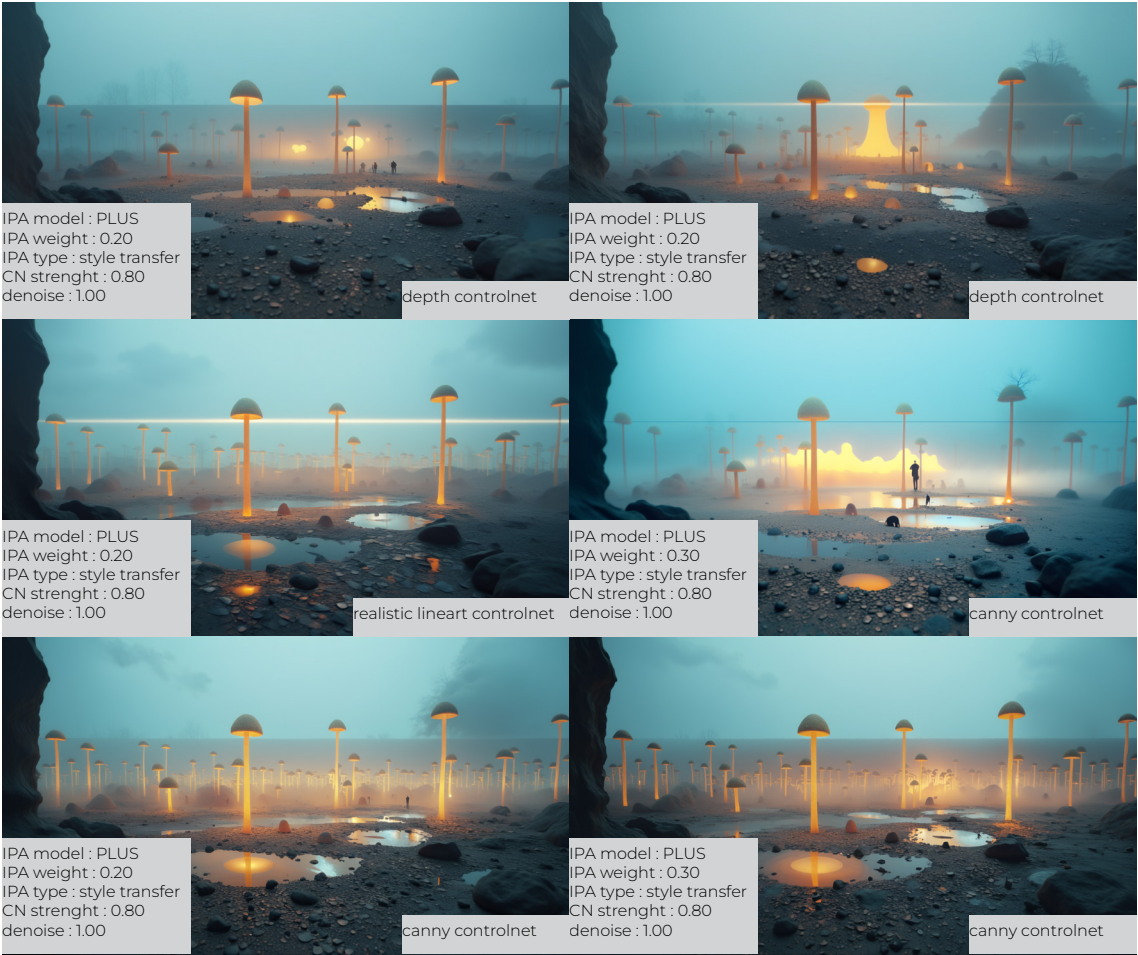 IPA model : PLUS
IPA weight : 0.20
IPA type : style transfer
CN strenght : 0.80
denoise : 1.00
depth controlnet
IPA model : PLUS
IPA weight : 0.20
IPA type : style transfer
CN strenght : 0.80
denoise : 1.00
depth controlnet
IPA model : PLUS
IPA weight : 0.20
IPA type : style transfer
CN strenght : 0.80
denoise : 1.00
realistic lineart controlnet
IPA model : PLUS
IPA weight : 0.30
IPA type : style transfer
CN strenght : 0.80
denoise : 1.00
canny controlnet
IPA model : PLUS
IPA weight : 0.20
IPA type : style transfer
CN strenght : 0.80
denoise : 1.00
canny controlnet
IPA model : PLUS
IPA weight : 0.30
IPA type : style transfer
CN strenght : 0.80
denoise : 1.00
canny controlnet